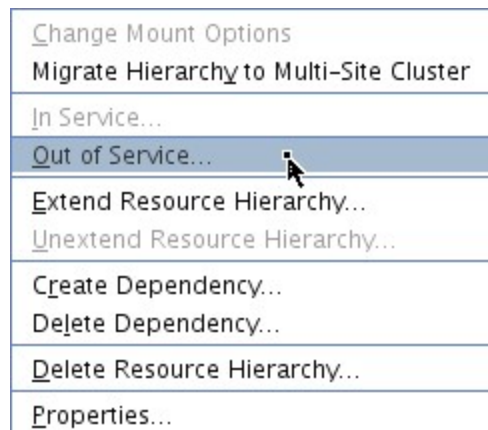 Change Mount Options
Migrate Hierarchy to Multi-Site Cluster
In Service...
Out of Service...
Extend Resource Hierarchy...
Unextend Resource Hierarchy...
Create Dependency...
Delete Dependency...
Delete Resource Hierarchy...
Properties...